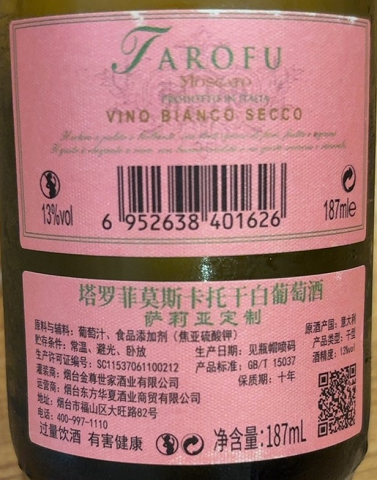 TAROFU
MOSCATO
PRODOTTO IN ITALIA
VINO BIANCO SECCO
13%vol
6 952638 401626
187ml e
塔罗菲莫斯卡托干白葡萄酒
萨莉亚定制
原料与辅料：葡萄汁、食品添加剂（焦亚硫酸钾）
贮存条件：常温、避光、卧放
生产许可证编号：SC11537061100212
灌装商：烟台金尊世家酒业有限公司
运营商：烟台东方华夏酒业商贸有限公司
地址：烟台市福山区大旺路82号
电话：400-997-1110
生产日期：见瓶帽喷码
产品标准：GB/T 15037
保质期：十年
原酒产国：意大利
产品类型：干型
酒精度：13%vol
过量饮酒 有害健康
净含量：187mL